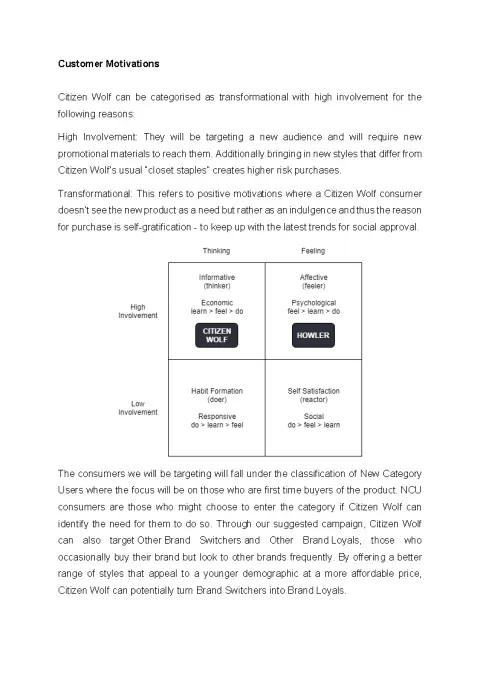 Customer Motivations
Citizen Wolf can be categorised as transformational with high involvement for the
following reasons:
High Involvement: They will be targeting a new audience and will require new
promotional materials to reach them. Additionally bringing in new styles that differ from
Citizen Wolf's usual "closet staples" creates higher risk purchases.
Transformational: This refers to positive motivations where a Citizen Wolf consumer
doesn't see the new product as a need but rather as an indulgence and thus the reason
for purchase is self-gratification - to keep up with the latest trends for social approval.
Thinking
Feeling
High
Involvement
Informative
(thinker)
Economic
learn > feel > do
CITIZEN
WOLF
Affective
(feeler)
Psychological
feel > learn > do
HOWLER
Low
Involvement
Habit Formation
(doer)
Responsive
do > learn > feel
Self Satisfaction
(reactor)
Social
do > feel > learn
The consumers we will be targeting will fall under the classification of New Category
Users where the focus will be on those who are first time buyers of the product. NCU
consumers are those who might choose to enter the category if Citizen Wolf can
identify the need for them to do so. Through our suggested campaign, Citizen Wolf
can also target Other Brand Switchers and Other Brand Loyals, those who
occasionally buy their brand but look to other brands frequently. By offering a better
range of styles that appeal to a younger demographic at a more affordable price,
Citizen Wolf can potentially turn Brand Switchers into Brand Loyals.